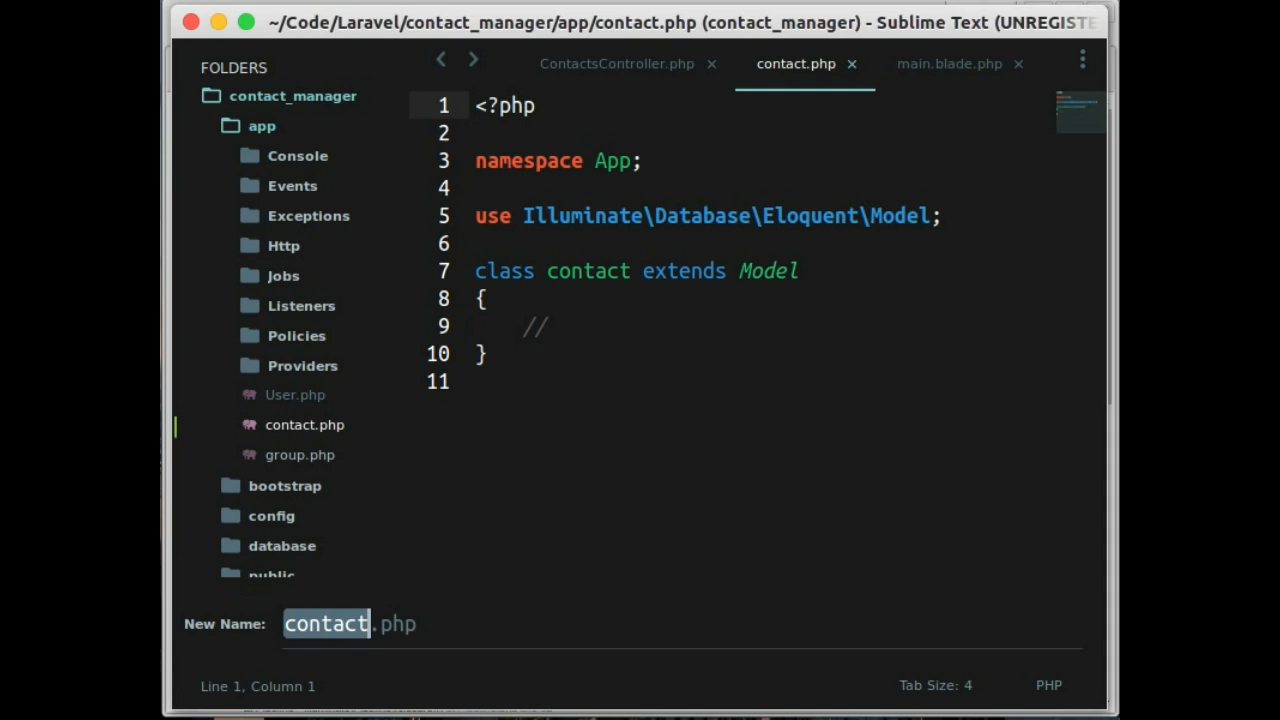 ~/Code/Laravel/contact_manager/app/contact.php (contact_manager) - Sublime Text (UNREGISTE
FOLDERS
contact_manager
app
Console
Events
Exceptions
Http
Jobs
Listeners
Policies
Providers
User.php
contact.php
group.php
bootstrap
config
database
public
ContactsController.php ×
contact.php ×
main.blade.php ×
1 <?php
2
3 namespace App;
4
5 use Illuminate\Database\Eloquent\Model;
6
7 class contact extends Model
8 {
9     //
10 }
11
New Name: contact.php
Line 1, Column 1
Tab Size: 4
PHP